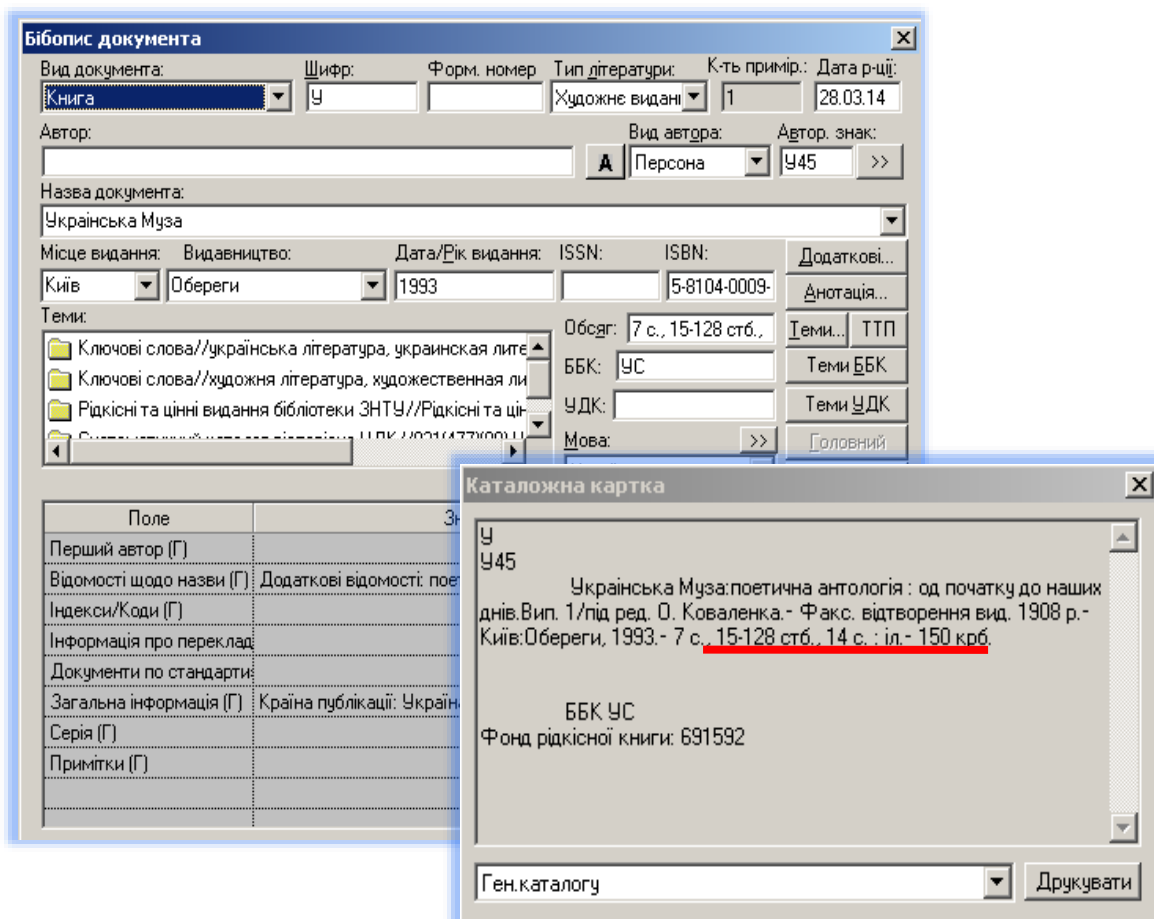 Бібопис документа
Вид документа: Шифр: Форм. номер Тип літератури: К-ть примір.: Дата р-ції:
Книга У Художнє видані 1 28.03.14
Автор: Вид автора: Автор. знак:
А Персона У45 >>
Назва документа:
Українська Муза
Місце видання: Видавництво: Дата/Рік видання: ISSN: ISBN: Додаткові...
Київ Обереги 1993 5-8104-0009- Анотація...
Теми: Обсяг: 7 с., 15-128 стб., Теми... ТТП
Ключові слова//українська література, украинская лите
ББК: УС Теми ББК
Ключові слова//художня література, художественная ли
Рідкісні та цінні видання бібліотеки ЗНТУ//Рідкісні та цін
УДК: Теми УДК
Мова: >> Головний
Каталожна картка
Поле
Перший автор (Г)
Відомості щодо назви (Г) Додаткові відомості: пое
Індекси/Коди (Г)
Інформація про переклад
Документи по стандарти
Загальна інформація (Г) Країна публікації: Україн
Серія (Г)
Примітки (Г)
У
У45
Українська Муза:поетична антологія : од початку до наших
днів.Вип. 1/під ред. О. Коваленка.- Факс. відтворення вид. 1908 р.-
Київ:Обереги, 1993.- 7 с., 15-128 стб., 14 с. : іл.- 150 крб.
ББК УС
Фонд рідкісної книги: 691592
Ген.каталогу Друкувати